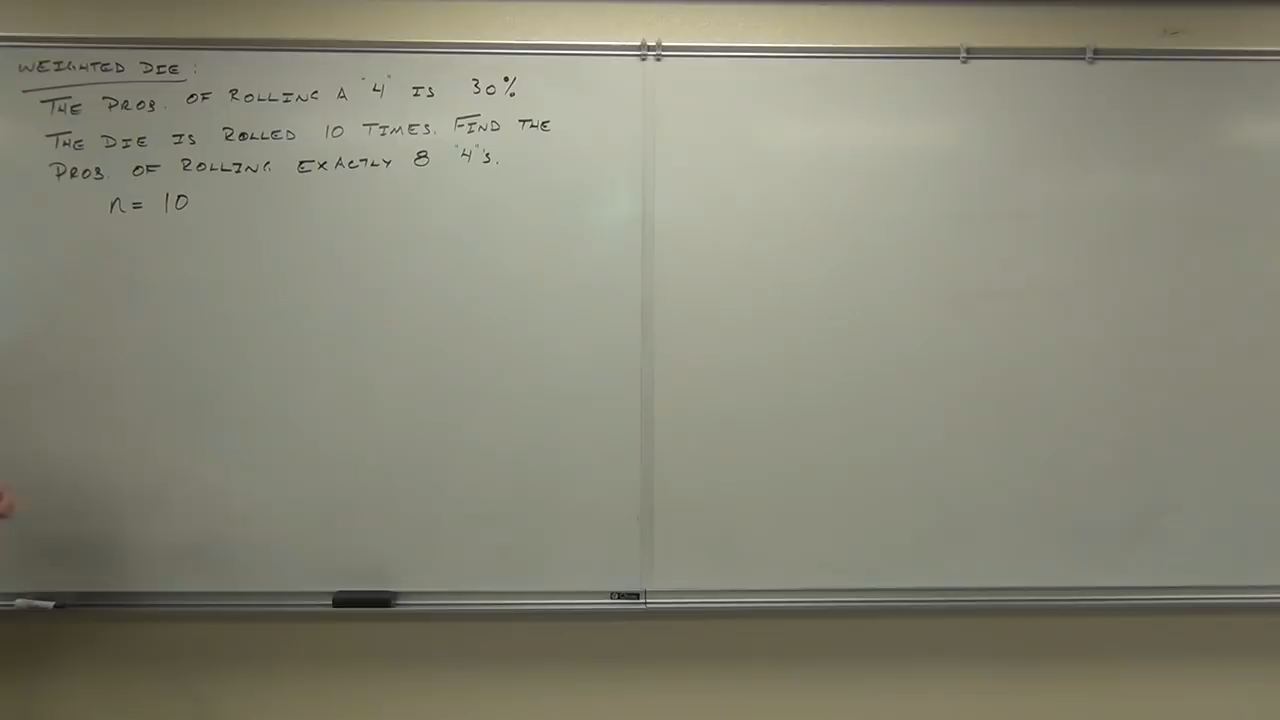 WEIGHTED DIE:
THE PROB. OF ROLLING A "4" IS 30%
THE DIE IS ROLLED 10 TIMES. FIND THE
PROB. OF ROLLING EXACTLY 8 "4"'s.
n = 10